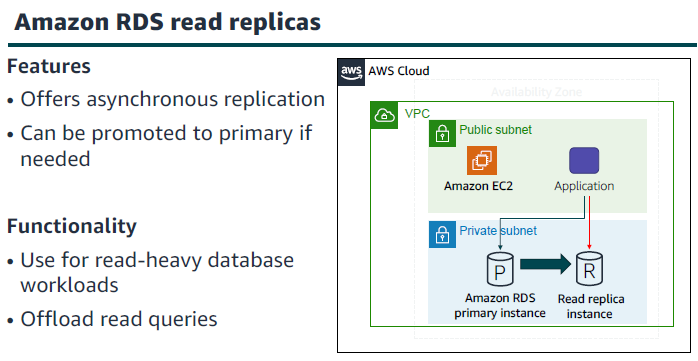 Amazon RDS read replicas
Features
• Offers asynchronous replication
• Can be promoted to primary if
needed
Functionality
• Use for read-heavy database
workloads
• Offload read queries
aws
AWS Cloud
Availability Zone
VPC
Public subnet
Amazon EC2
Application
Private subnet
P
R
Amazon RDS
primary instance
Read replica
instance